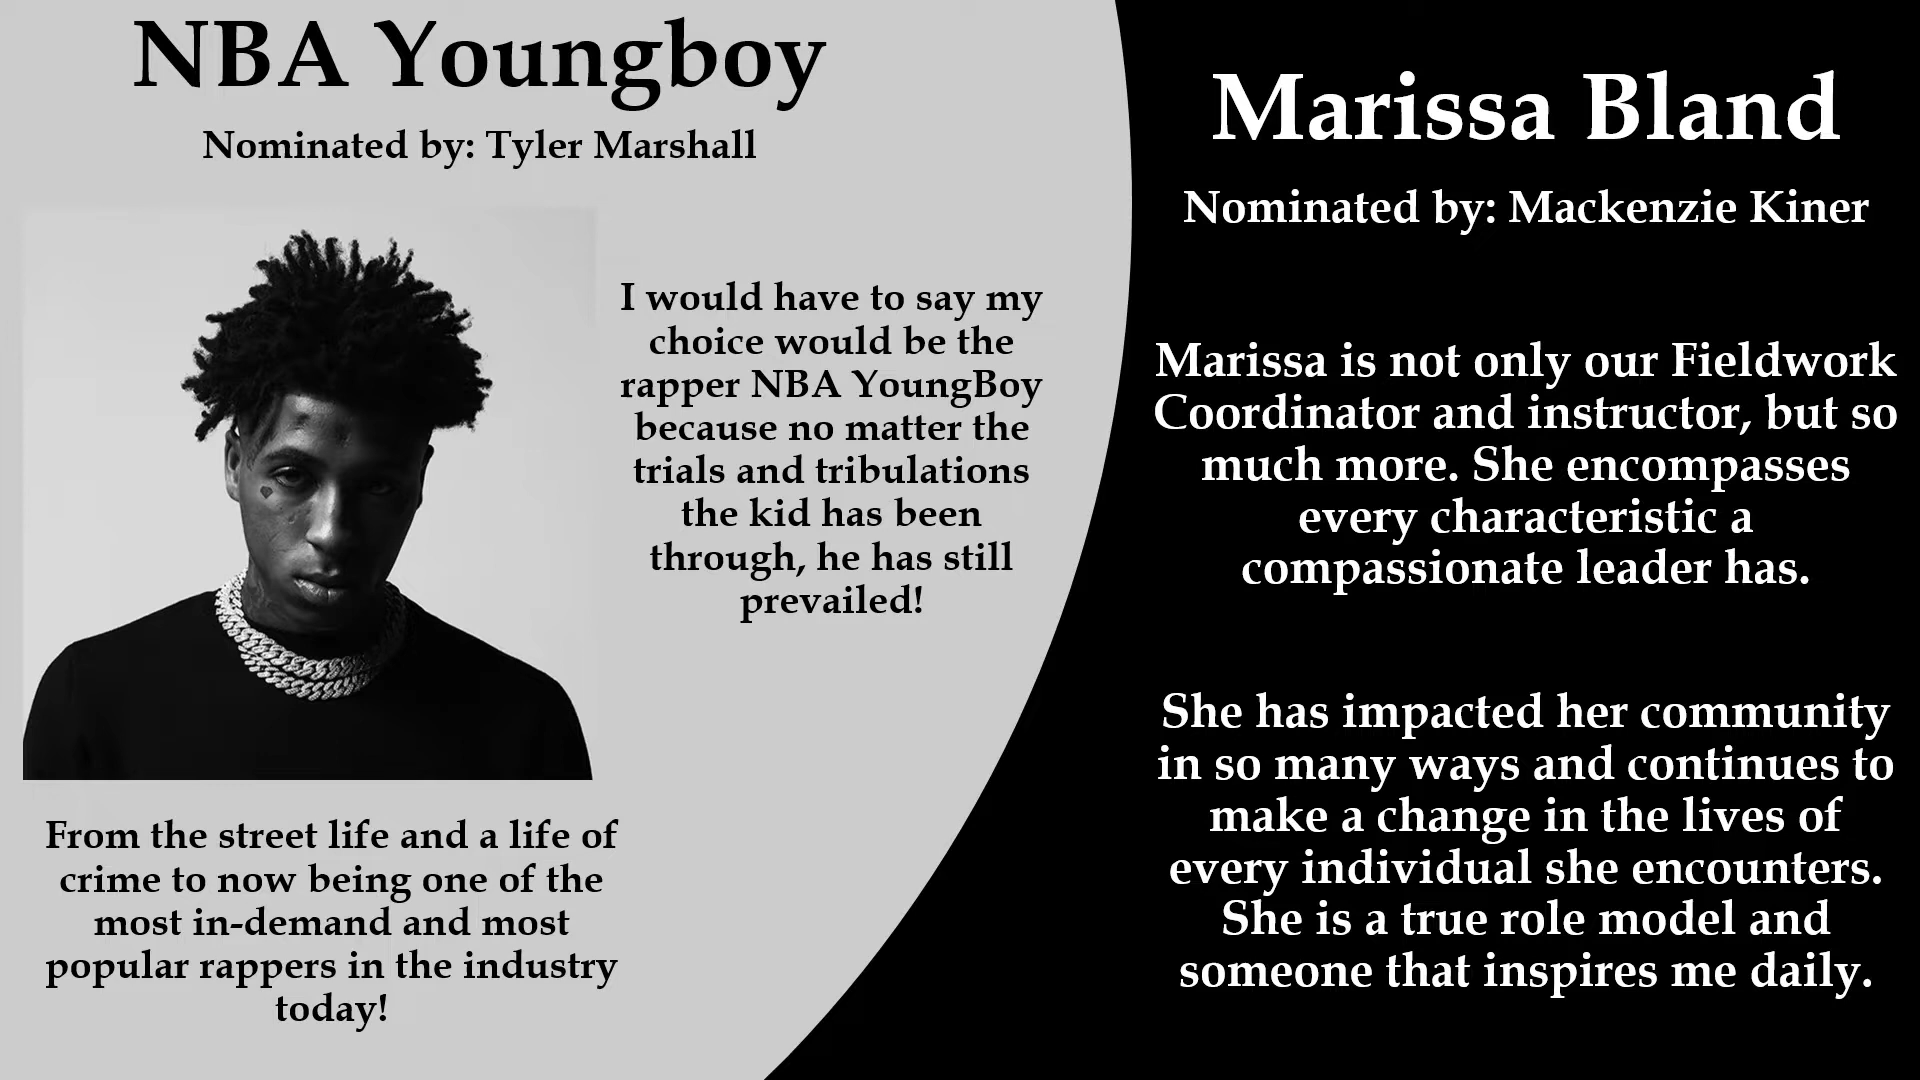 NBA Youngboy
Nominated by: Tyler Marshall
I would have to say my
choice would be the
rapper NBA YoungBoy
because no matter the
trials and tribulations
the kid has been
through, he has still
prevailed!
From the street life and a life of
crime to now being one of the
most in-demand and most
popular rappers in the industry
today!
Marissa Bland
Nominated by: Mackenzie Kiner
Marissa is not only our Fieldwork
Coordinator and instructor, but so
much more. She encompasses
every characteristic a
compassionate leader has.
She has impacted her community
in so many ways and continues to
make a change in the lives of
every individual she encounters.
She is a true role model and
someone that inspires me daily.